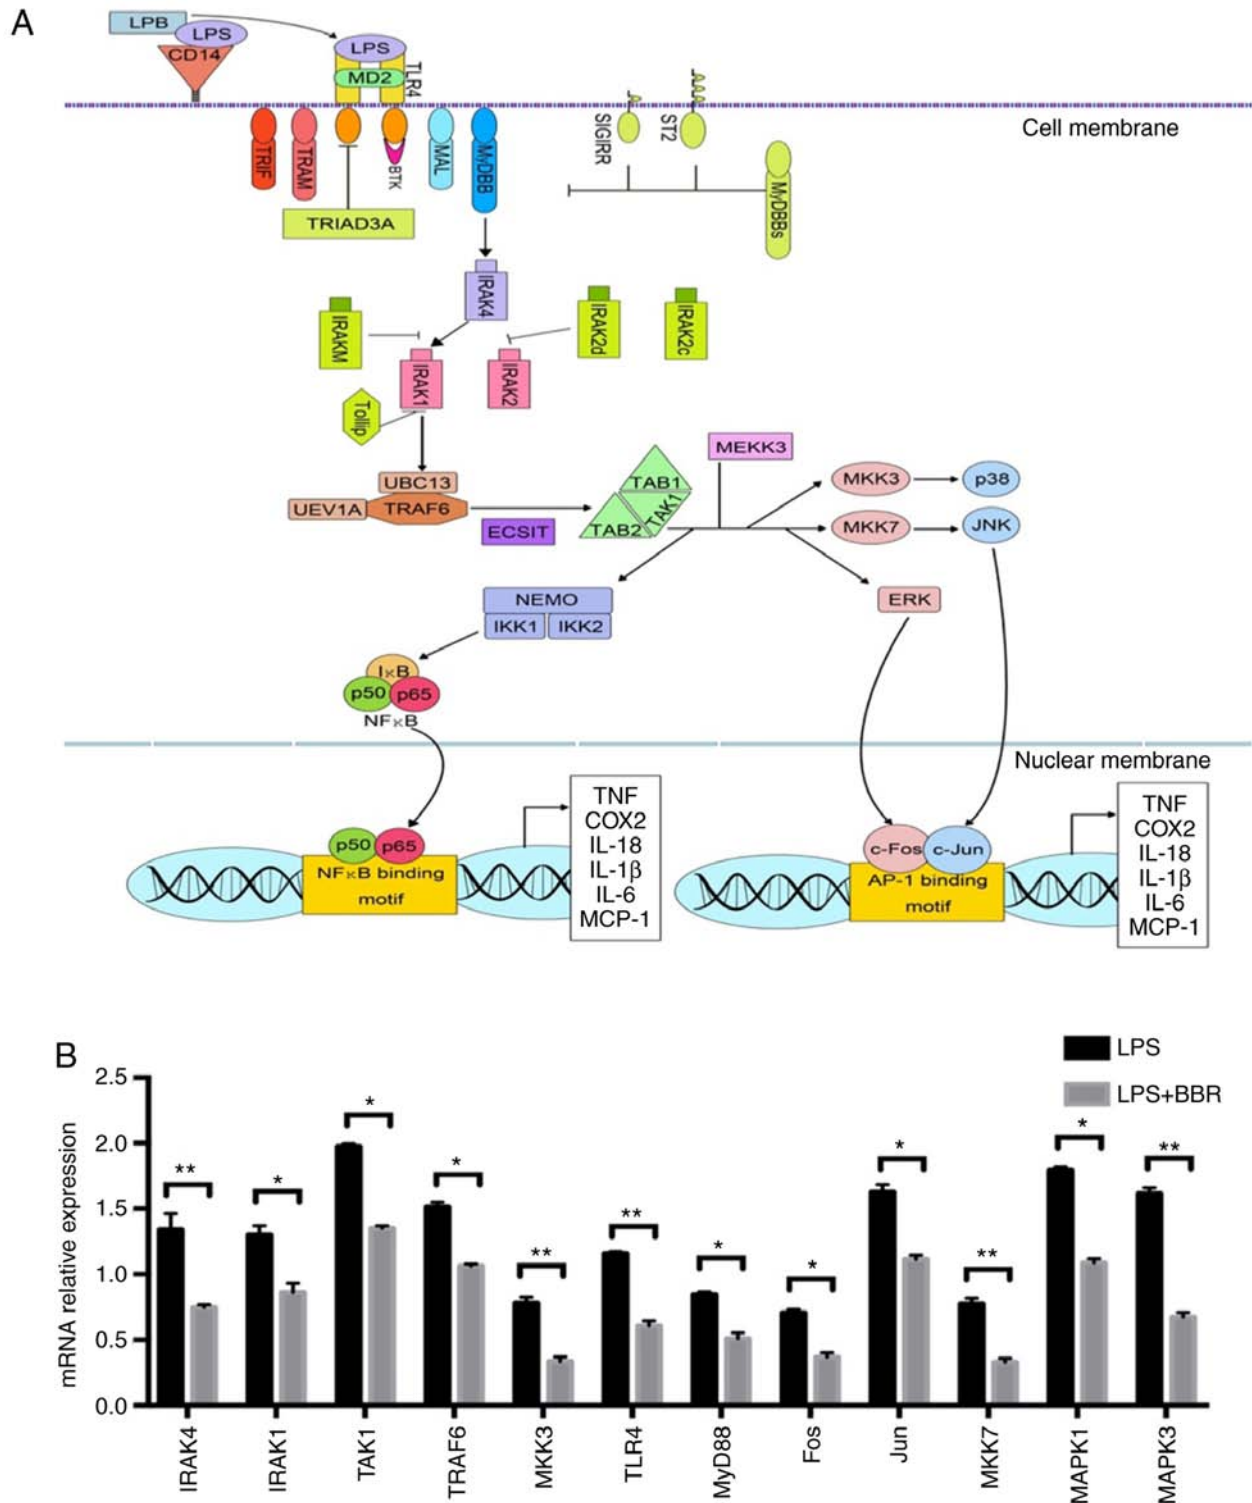 A
LPB
LPS
CD14
LPS
MD2
TLR4
Cell membrane
TRIF
TRAM
BTK
MAL
MyDBB
SIGIRR
ST2
MyDBBs
TRIAD3A
IRAK4
IRAKM
IRAK2d
IRAK2c
IRAK1
IRAK2
Tollip
MEKK3
UBC13
UEV1A
TRAF6
ECSIT
TAB1
TAB2
TAK1
MKK3
p38
MKK7
JNK
NEMO
IKK1
IKK2
ERK
IκB
p50
p65
NFκB
Nuclear membrane
p50
p65
NFκB binding
motif
TNF
COX2
IL-18
IL-1β
IL-6
MCP-1
c-Fos
c-Jun
AP-1 binding
motif
TNF
COX2
IL-18
IL-1β
IL-6
MCP-1
B
LPS
LPS+BBR
mRNA relative expression
2.5
2.0
1.5
1.0
0.5
0.0
**
*
*
*
**
**
*
*
*
**
*
**
IRAK4
IRAK1
TAK1
TRAF6
MKK3
TLR4
MyD88
Fos
Jun
MKK7
MAPK1
MAPK3